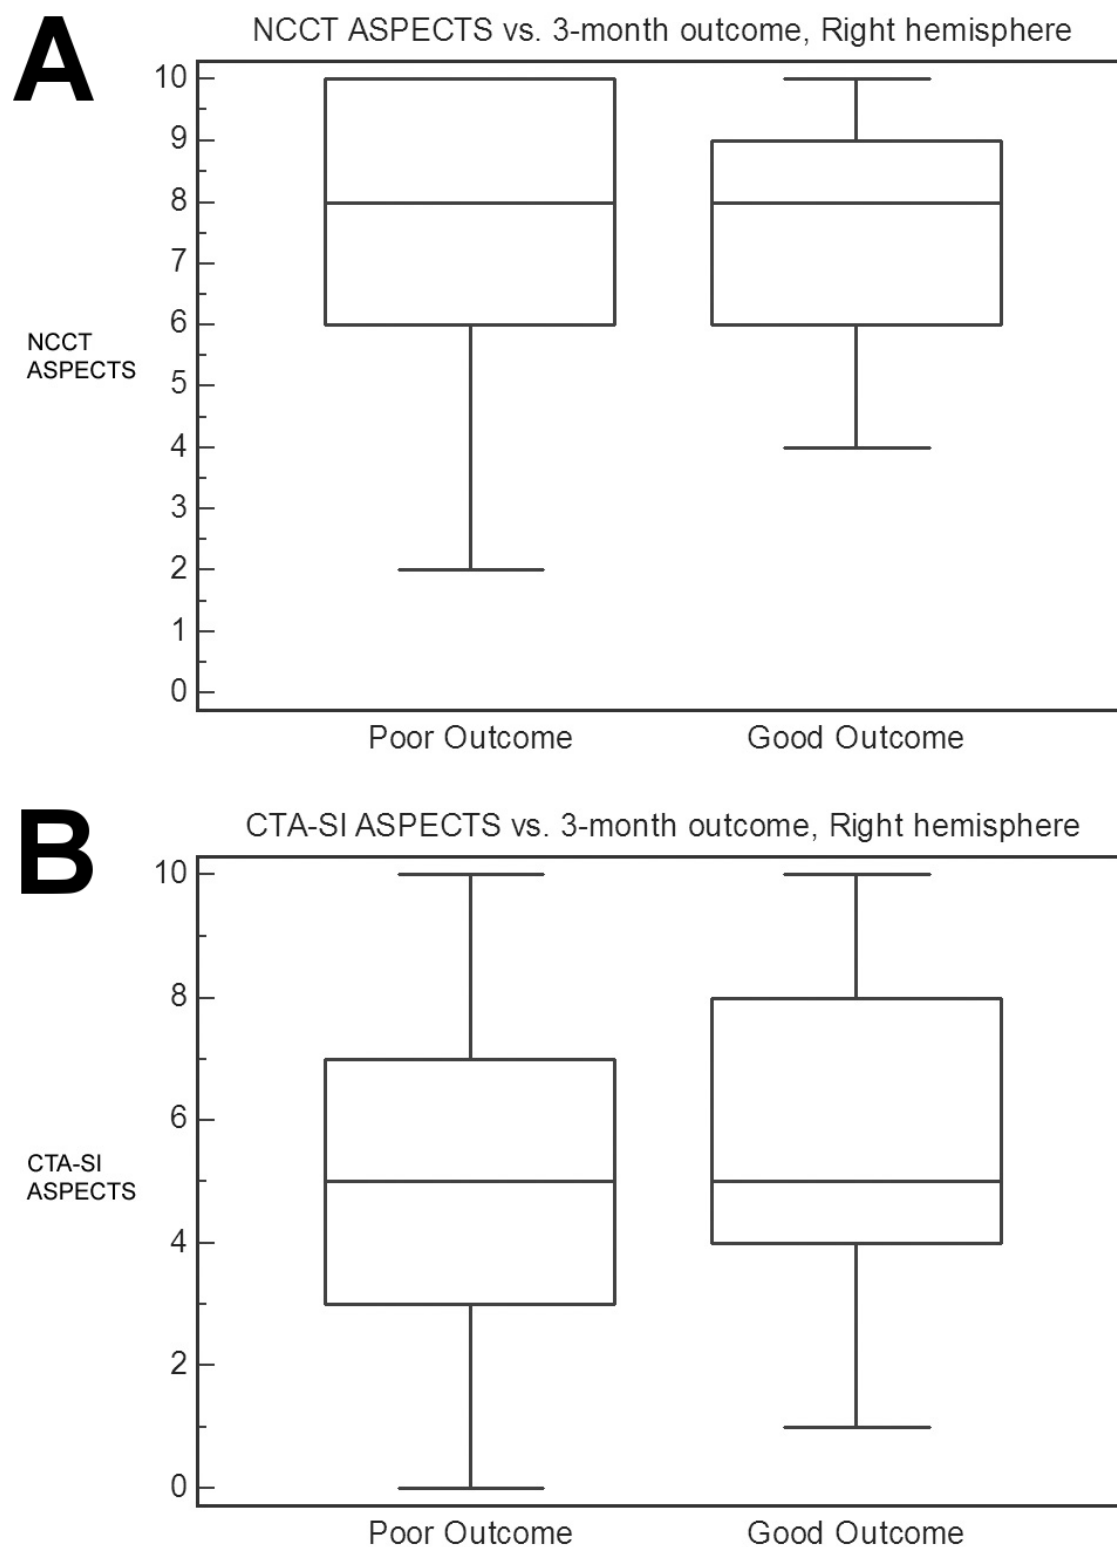 A
NCCT ASPECTS vs. 3-month outcome, Right hemisphere
10
9
8
7
6
5
4
3
2
1
0
NCCT
ASPECTS
Poor Outcome Good Outcome
B
CTA-SI ASPECTS vs. 3-month outcome, Right hemisphere
10
8
6
4
2
0
CTA-SI
ASPECTS
Poor Outcome Good Outcome